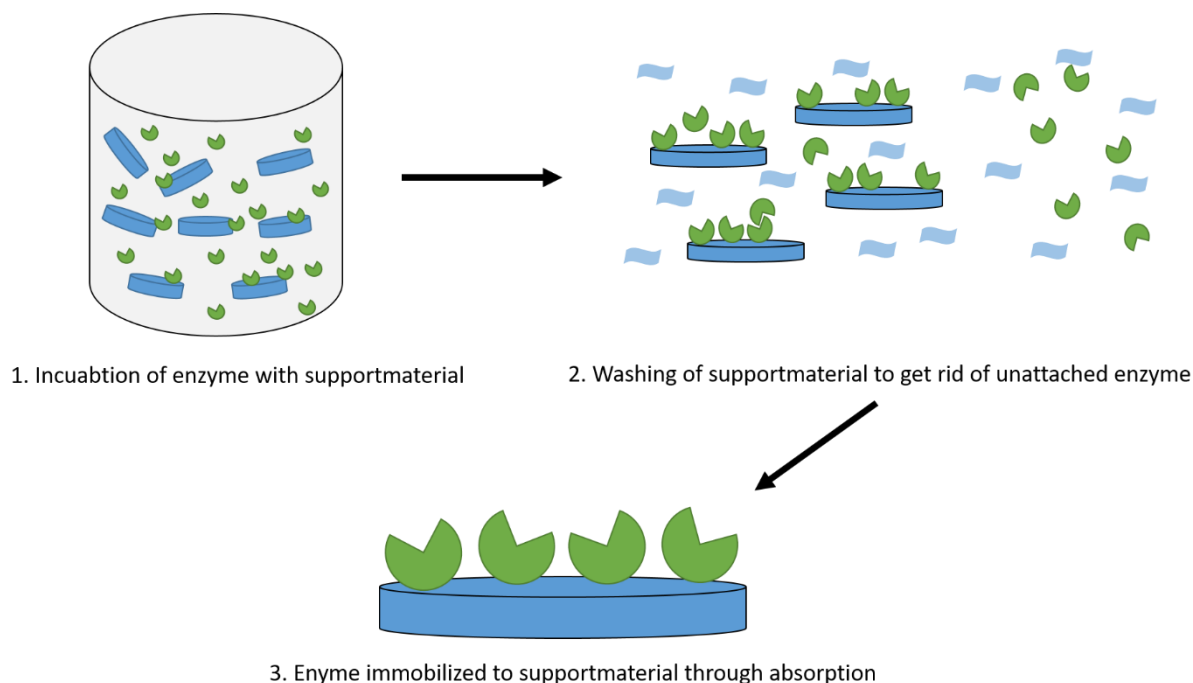 1. Incuabtion of enzyme with supportmaterial
2. Washing of supportmaterial to get rid of unattached enzyme
3. Enyme immobilized to supportmaterial through absorption